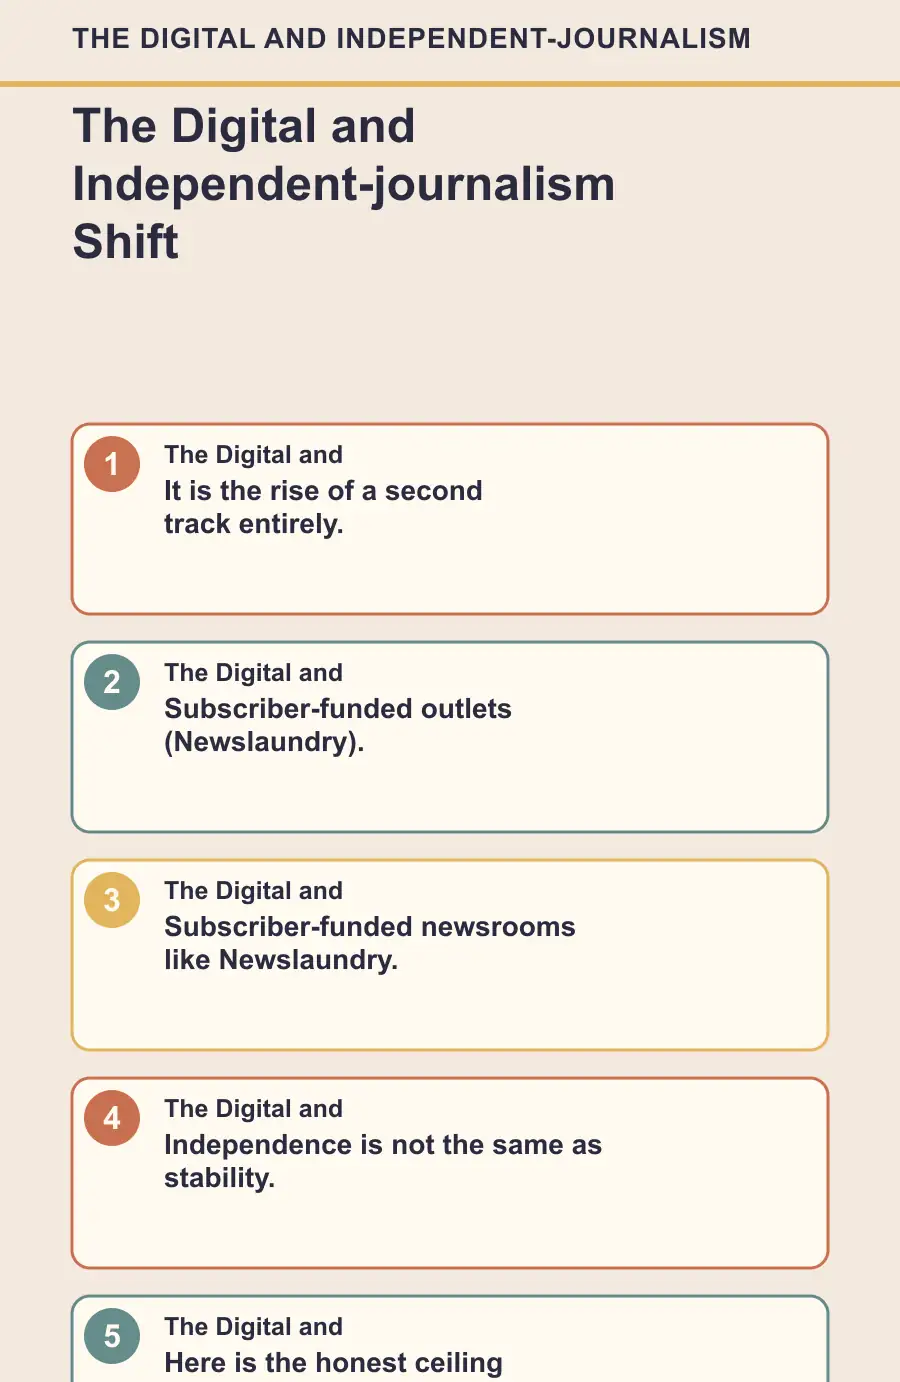 THE DIGITAL AND INDEPENDENT-JOURNALISM
The Digital and
Independent-journalism
Shift
1
The Digital and
It is the rise of a second
track entirely.
2
The Digital and
Subscriber-funded outlets
(Newslaundry).
3
The Digital and
Subscriber-funded newsrooms
like Newslaundry.
4
The Digital and
Independence is not the same as
stability.
5
The Digital and
Here is the honest ceiling